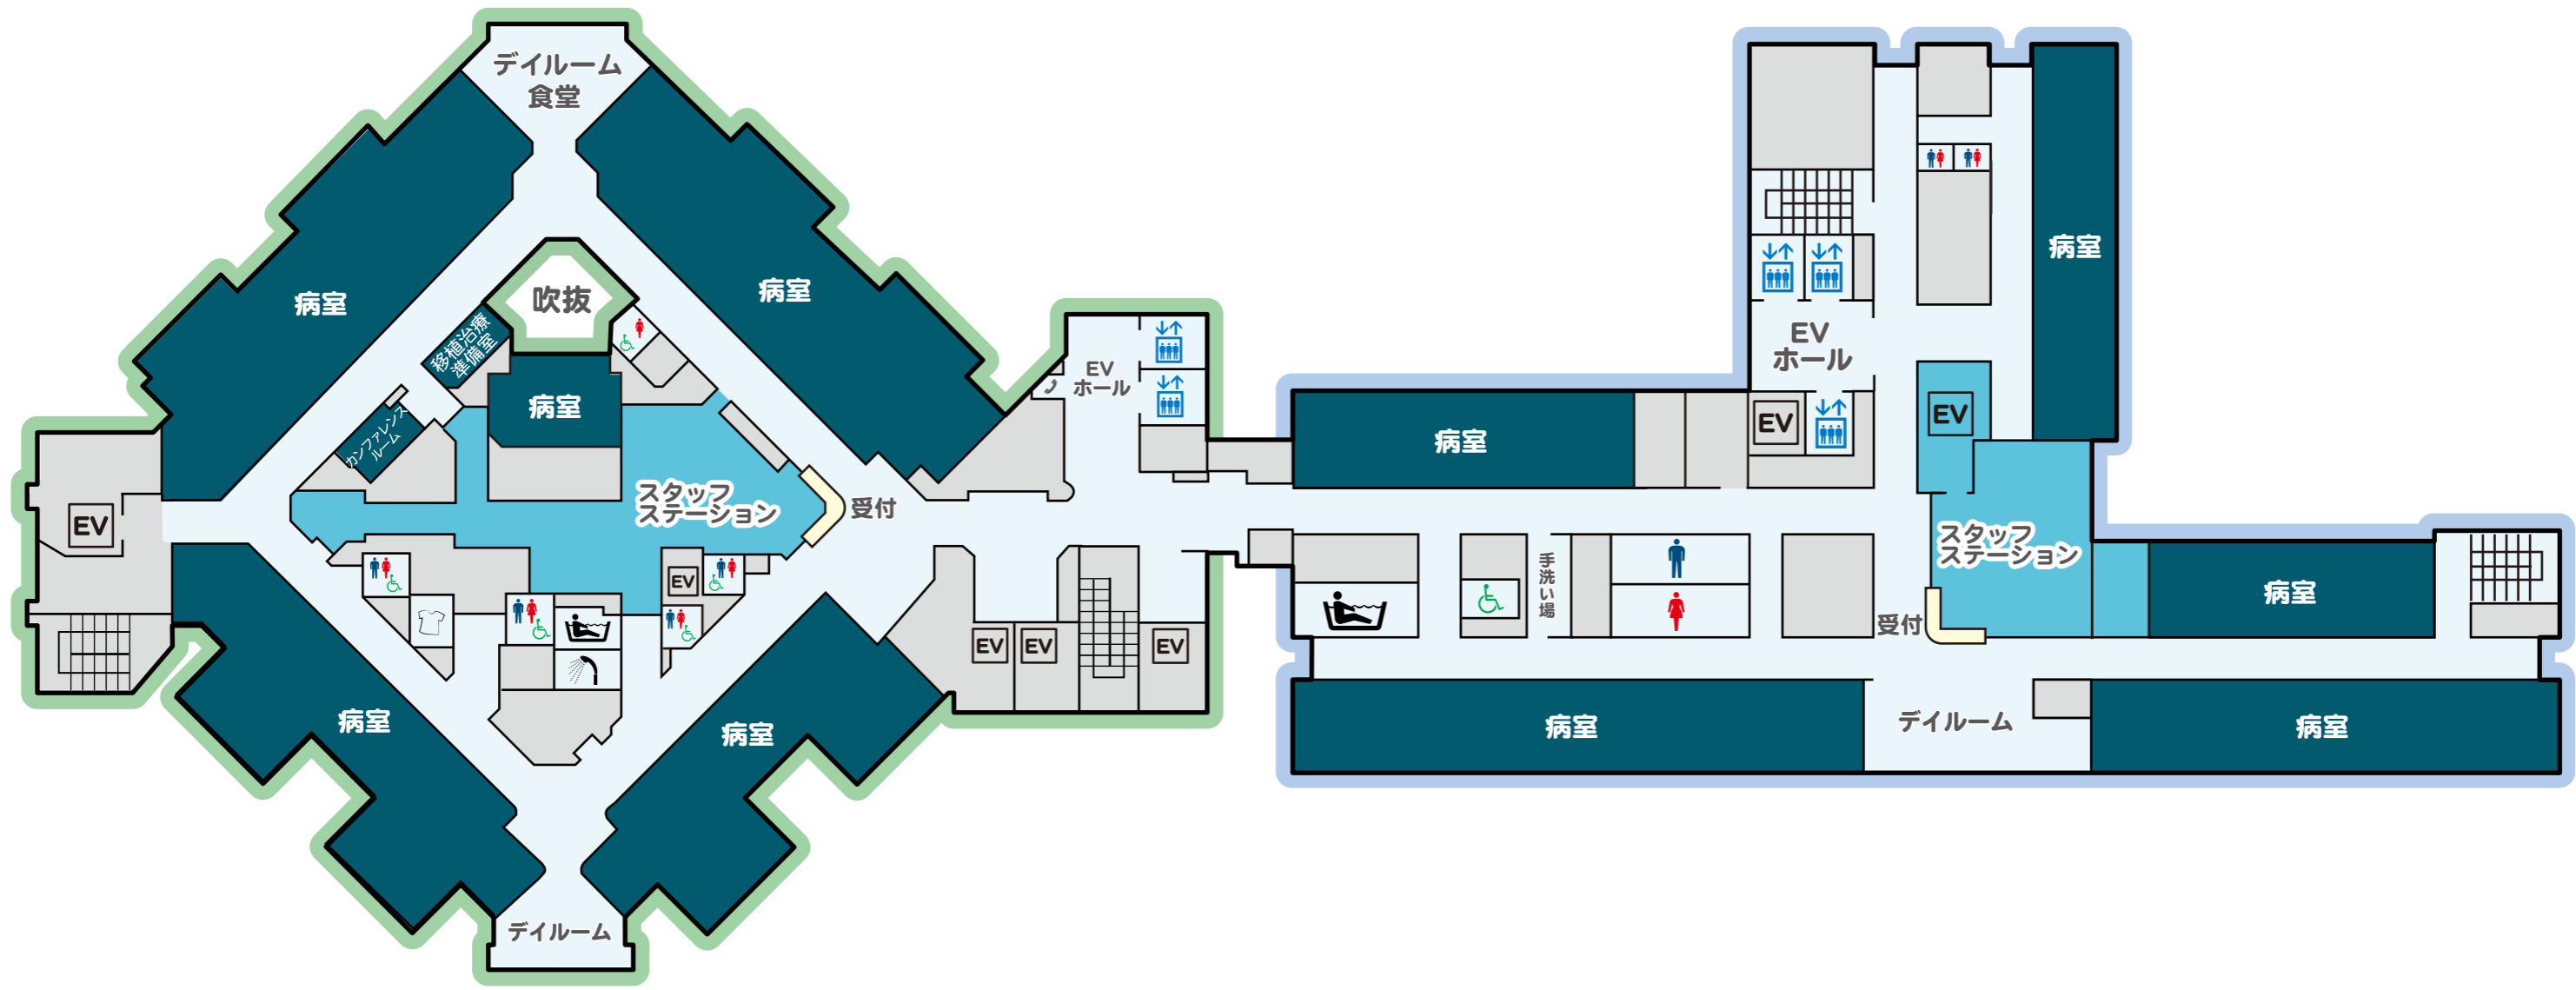 デイルーム
食堂
病室
病室
吹抜
移植治療
準備室
病室
カンファレンス
ルーム
スタッフ
ステーション
受付
EV
ホール
EV
EV
病室
病室
デイルーム
EV
EV
EV
病室
EV
ホール
EV
EV
病室
スタッフ
ステーション
受付
手洗い場
病室
病室
デイルーム
病室